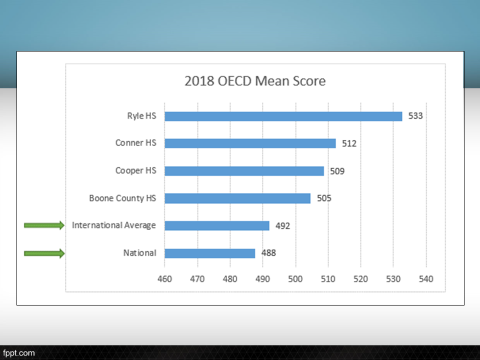 2018 OECD Mean Score
Ryle HS 533
Conner HS 512
Cooper HS 509
Boone County HS 505
International Average 492
National 488
460 470 480 490 500 510 520 530 540
fppt.com